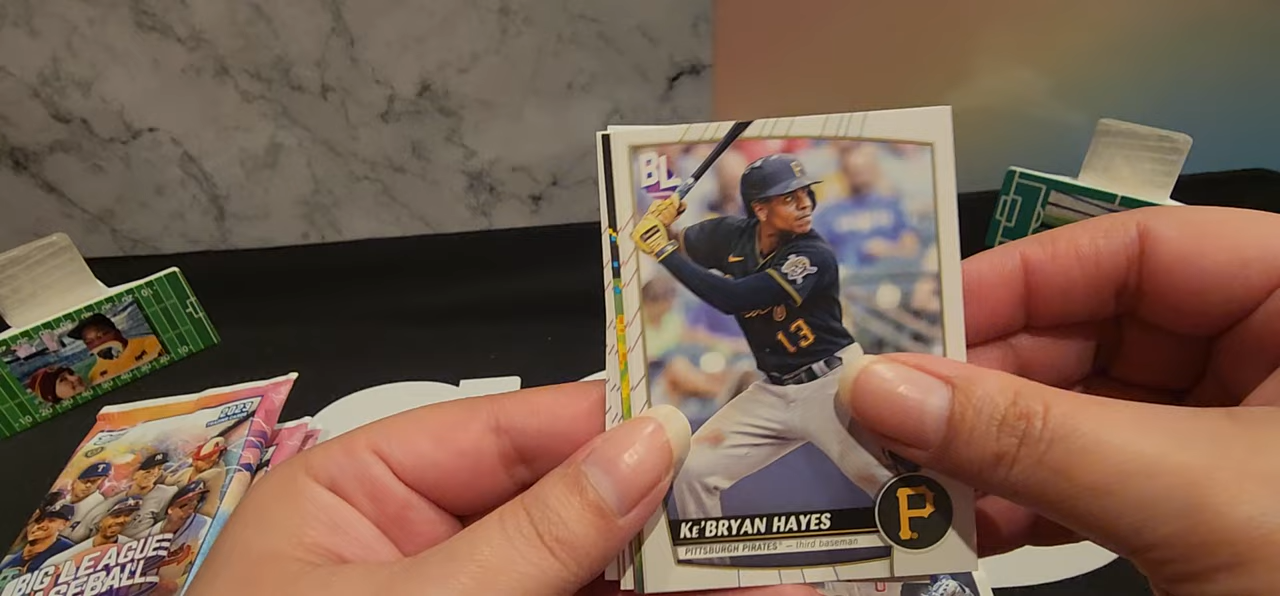 BL
P
13
KE'BRYAN HAYES
PITTSBURGH PIRATES® — third baseman
P
2023
BIG LEAGUE
BASEBALL